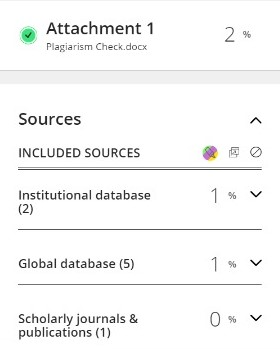 Attachment 1
2 %
Plagiarism Check.docx
Sources
INCLUDED SOURCES
Institutional database
(2)
1 %
Global database (5)
1 %
Scholarly journals &
publications (1)
0 %